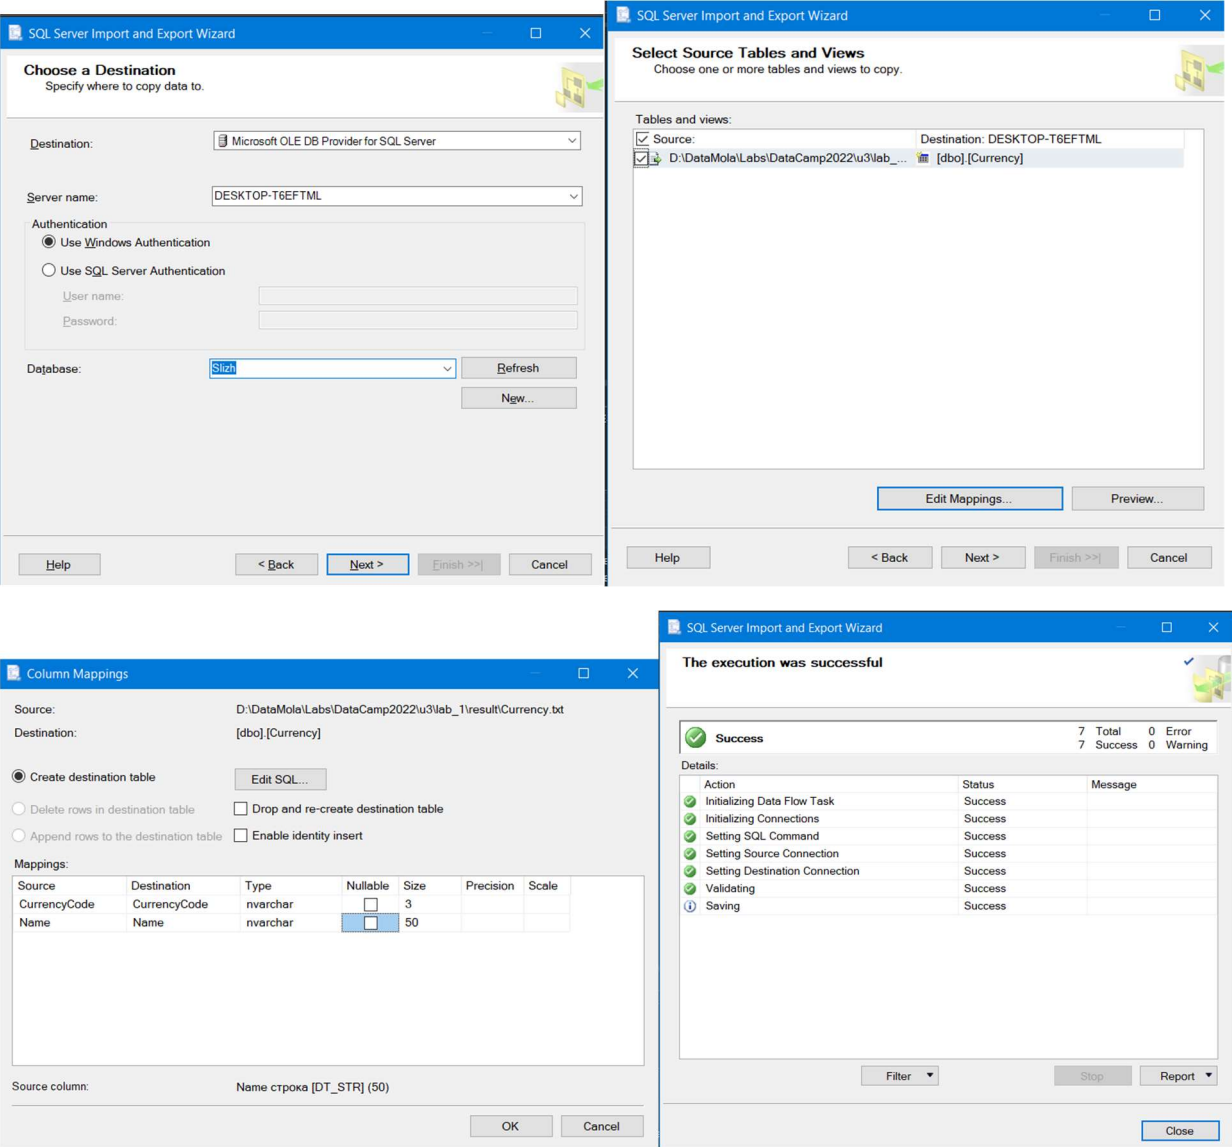 SQL Server Import and Export Wizard
Choose a Destination
Specify where to copy data to.
Destination: Microsoft OLE DB Provider for SQL Server
Server name: DESKTOP-T6EFTML
Authentication
Use Windows Authentication
Use SQL Server Authentication
User name:
Password:
Database: Slizh Refresh
New...
Help < Back Next > Finish >>| Cancel
SQL Server Import and Export Wizard
Select Source Tables and Views
Choose one or more tables and views to copy.
Tables and views:
Source: Destination: DESKTOP-T6EFTML
D:\DataMola\Labs\DataCamp2022\u3\lab_... [dbo].[Currency]
Edit Mappings... Preview...
Help < Back Next > Finish >>| Cancel
Column Mappings
Source: D:\DataMola\Labs\DataCamp2022\u3\lab_1\result\Currency.txt
Destination: [dbo].[Currency]
Create destination table Edit SQL...
Delete rows in destination table Drop and re-create destination table
Append rows to the destination table Enable identity insert
Mappings:
Source Destination Type Nullable Size Precision Scale
CurrencyCode CurrencyCode nvarchar 3
Name Name nvarchar 50
Source column: Name строка [DT_STR] (50)
OK Cancel
SQL Server Import and Export Wizard
The execution was successful
Success 7 Total 0 Error
7 Success 0 Warning
Details:
Action Status Message
Initializing Data Flow Task Success
Initializing Connections Success
Setting SQL Command Success
Setting Source Connection Success
Setting Destination Connection Success
Validating Success
Saving Success
Filter Stop Report
Close